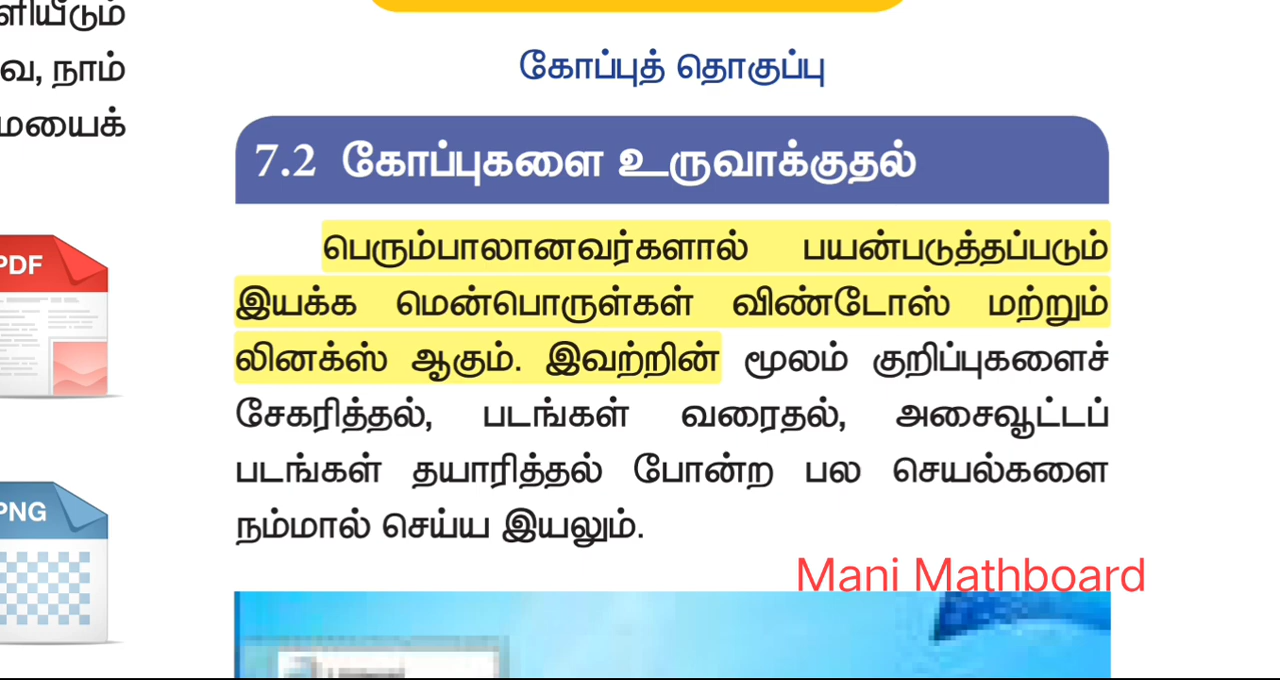 வை, நாம்
மையைக்
கோப்புத் தொகுப்பு
7.2 கோப்புகளை உருவாக்குதல்
பெரும்பாலானவர்களால் பயன்படுத்தப்படும்
இயக்க மென்பொருள்கள் விண்டோஸ் மற்றும்
லினக்ஸ் ஆகும். இவற்றின் மூலம் குறிப்புகளைச்
சேகரித்தல், படங்கள் வரைதல், அசைவூட்டப்
படங்கள் தயாரித்தல் போன்ற பல செயல்களை
நம்மால் செய்ய இயலும்.
PDF
PNG
Mani Mathboard